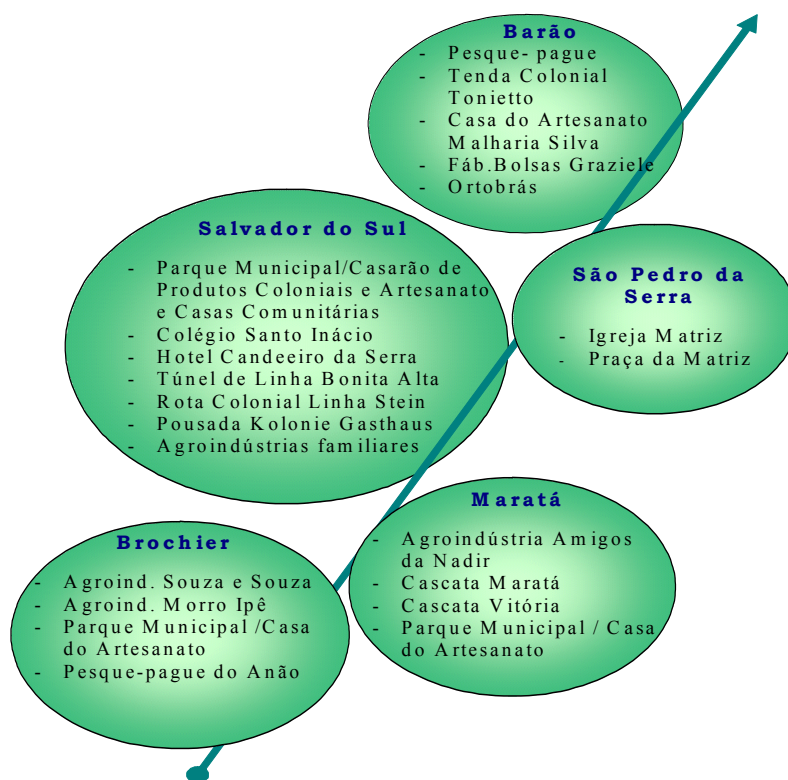 Barão
- Pesque- pague
- Tenda Colonial
Tonietto
- Casa do Artesanato
Malharia Silva
- Fáb.Bolsas Graziele
- Ortobrás
Salvador do Sul
- Parque Municipal/Casarão de
Produtos Coloniais e Artesanato
e Casas Comunitárias
- Colégio Santo Inácio
- Hotel Candeeiro da Serra
- Túnel de Linha Bonita Alta
- Rota Colonial Linha Stein
- Pousada Kolonie Gasthaus
- Agroindústrias familiares
São Pedro da
Serra
- Igreja Matriz
- Praça da Matriz
Maratá
- Agroindústria Amigos
da Nadir
- Cascata Maratá
- Cascata Vitória
- Parque Municipal / Casa
do Artesanato
Brochier
- Agroind. Souza e Souza
- Agroind. Morro Ipê
- Parque Municipal /Casa
do Artesanato
- Pesque-pague do Anão